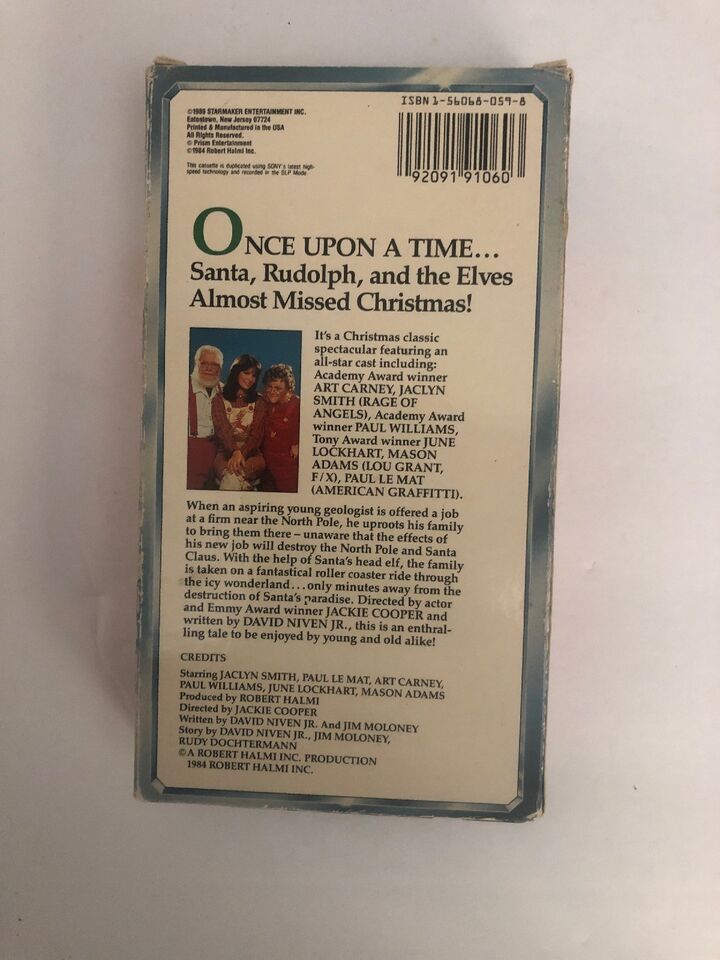 ©1989 STARMAKER ENTERTAINMENT INC.
Eatontown, New Jersey 07724
Printed & Manufactured in the USA
All Rights Reserved.
© Prism Entertainment
©1984 Robert Halmi Inc.
This cassette is duplicated using SONY's latest high-
speed technology and recorded in the SLP Mode
ISBN 1-56068-059-8
92091 91060
ONCE UPON A TIME...
Santa, Rudolph, and the Elves
Almost Missed Christmas!
It's a Christmas classic
spectacular featuring an
all-star cast including:
Academy Award winner
ART CARNEY, JACLYN
SMITH (RAGE OF
ANGELS), Academy Award
winner PAUL WILLIAMS,
Tony Award winner JUNE
LOCKHART, MASON
ADAMS (LOU GRANT,
F/X), PAUL LE MAT
(AMERICAN GRAFFITTI).
When an aspiring young geologist is offered a job
at a firm near the North Pole, he uproots his family
to bring them there – unaware that the effects of
his new job will destroy the North Pole and Santa
Claus. With the help of Santa's head elf, the family
is taken on a fantastical roller coaster ride through
the icy wonderland...only minutes away from the
destruction of Santa's paradise. Directed by actor
and Emmy Award winner JACKIE COOPER and
written by DAVID NIVEN JR., this is an enthral-
ling tale to be enjoyed by young and old alike!
CREDITS
Starring JACLYN SMITH, PAUL LE MAT, ART CARNEY,
PAUL WILLIAMS, JUNE LOCKHART, MASON ADAMS
Produced by ROBERT HALMI
Directed by JACKIE COOPER
Written by DAVID NIVEN JR. And JIM MOLONEY
Story by DAVID NIVEN JR., JIM MOLONEY,
RUDY DOCHTERMANN
©A ROBERT HALMI INC. PRODUCTION
1984 ROBERT HALMI INC.